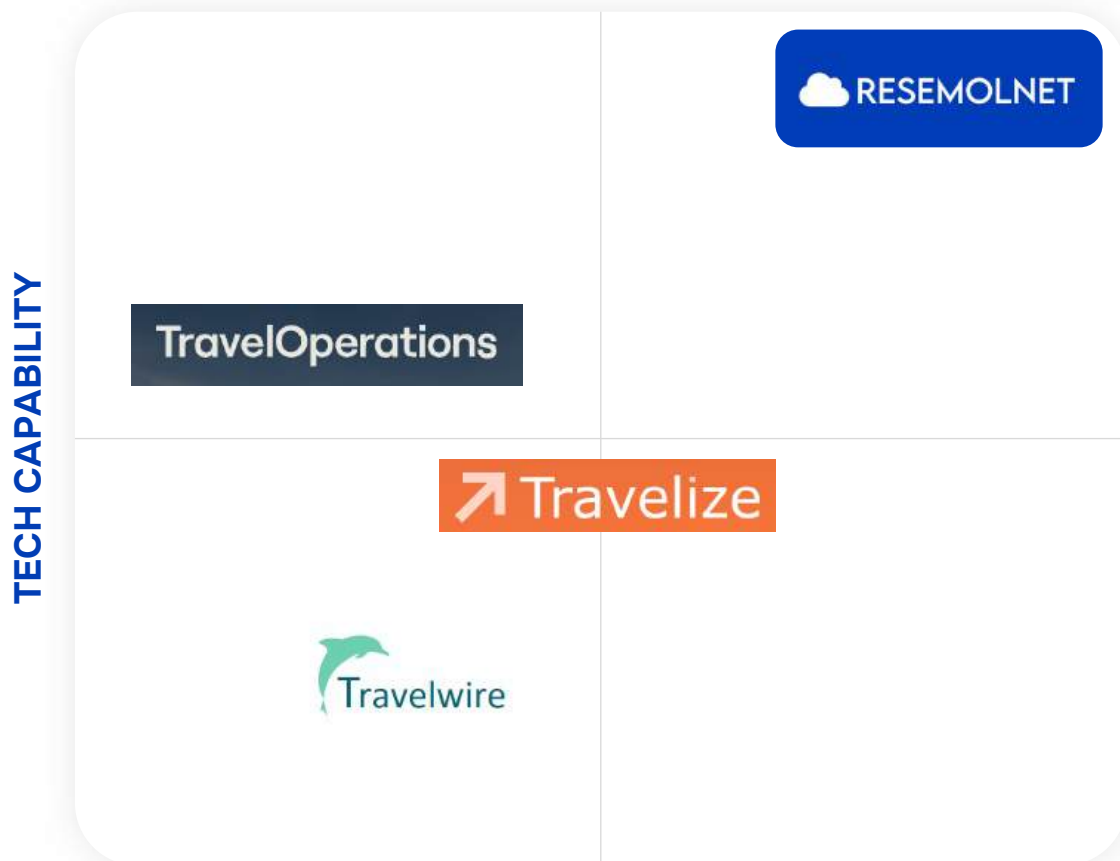 RESEMOLNET
TravelOperations
TECH CAPABILITY
Travelize
Travelwire